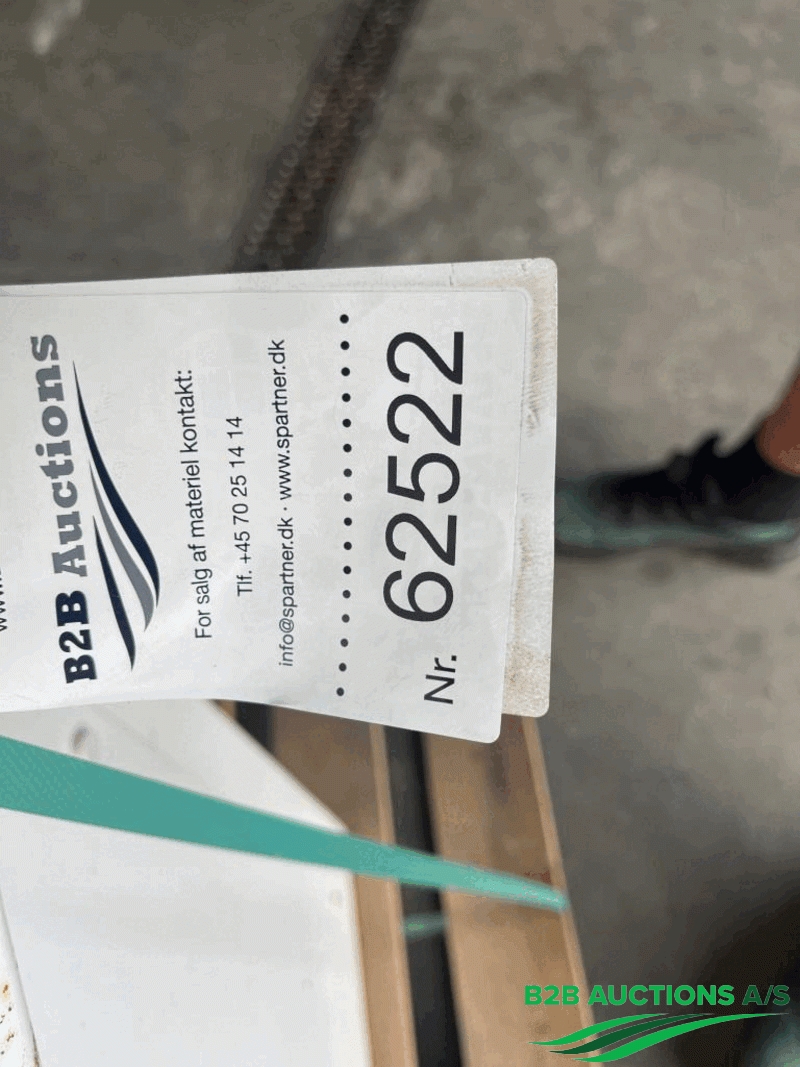 B2B Auctions
For salg af materiel kontakt:
Tlf. +45 70 25 14 14
info@spartner.dk · www.spartner.dk
Nr. 62522
B2B AUCTIONS A/S